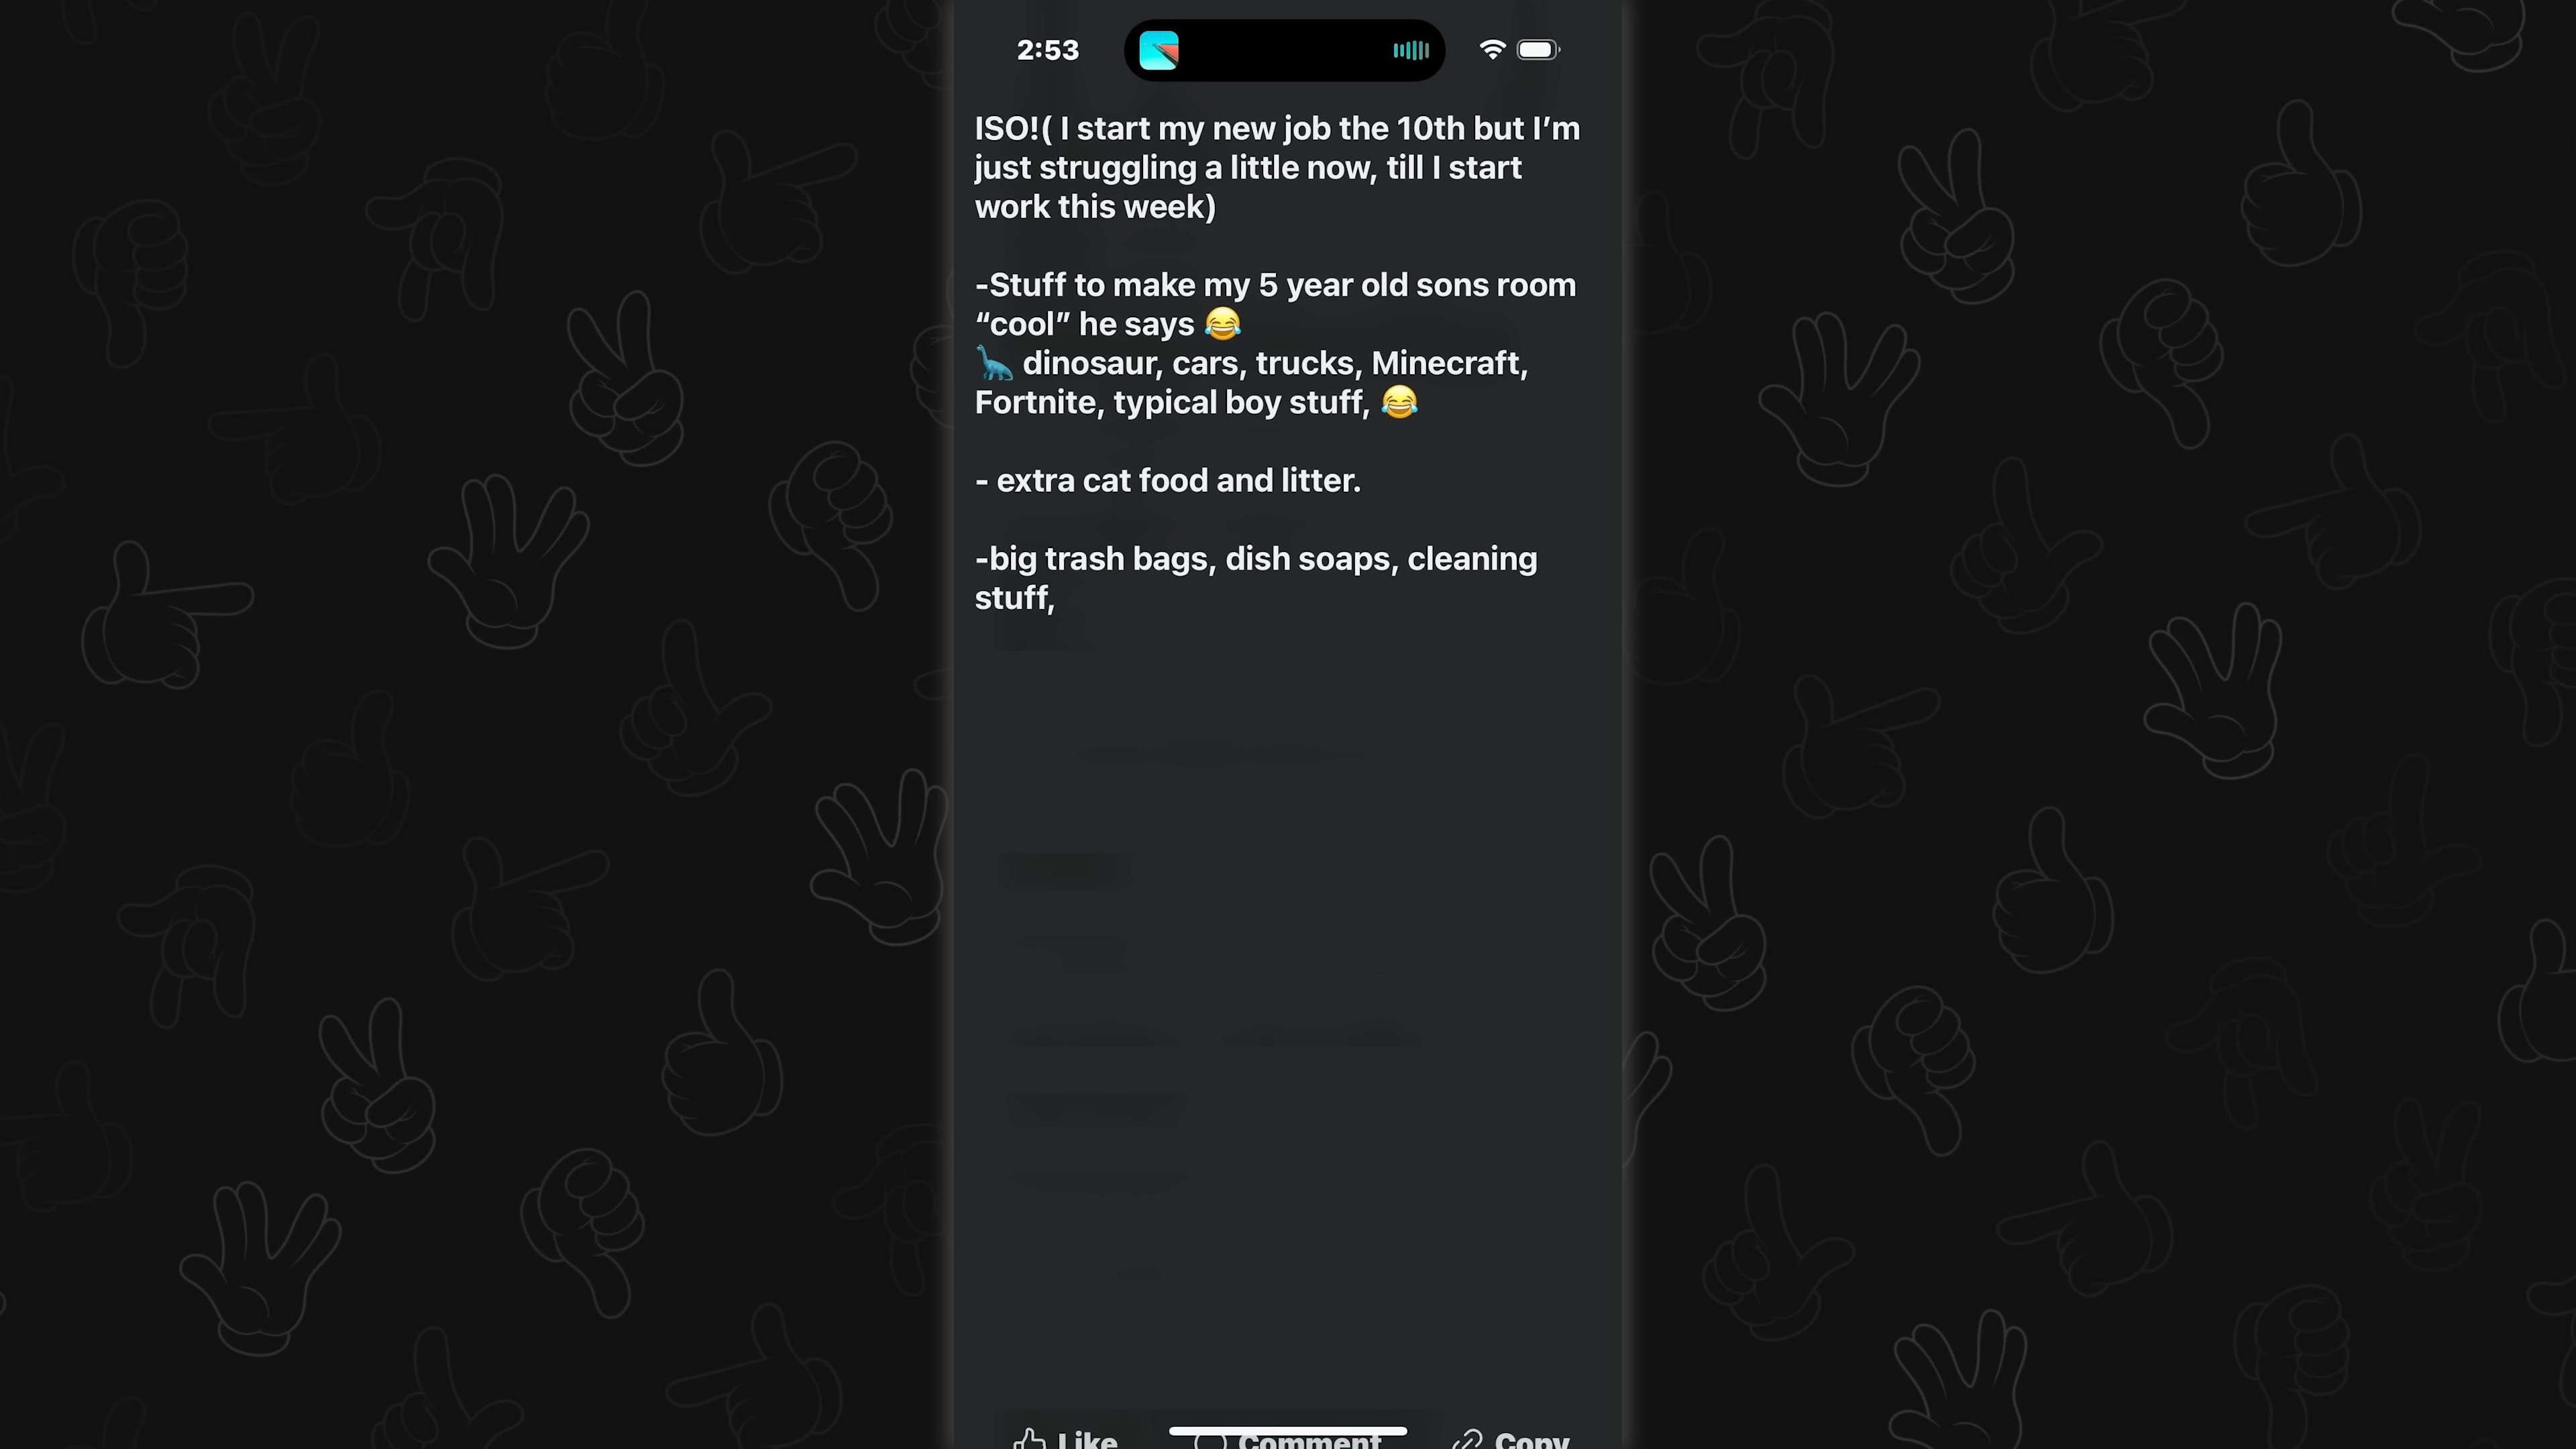 2:53
ISO!( I start my new job the 10th but I’m
just struggling a little now, till I start
work this week)
-Stuff to make my 5 year old sons room
“cool” he says 😂
🦕 dinosaur, cars, trucks, Minecraft,
Fortnite, typical boy stuff, 😂
- extra cat food and litter.
-big trash bags, dish soaps, cleaning
stuff,
Like Comment Copy